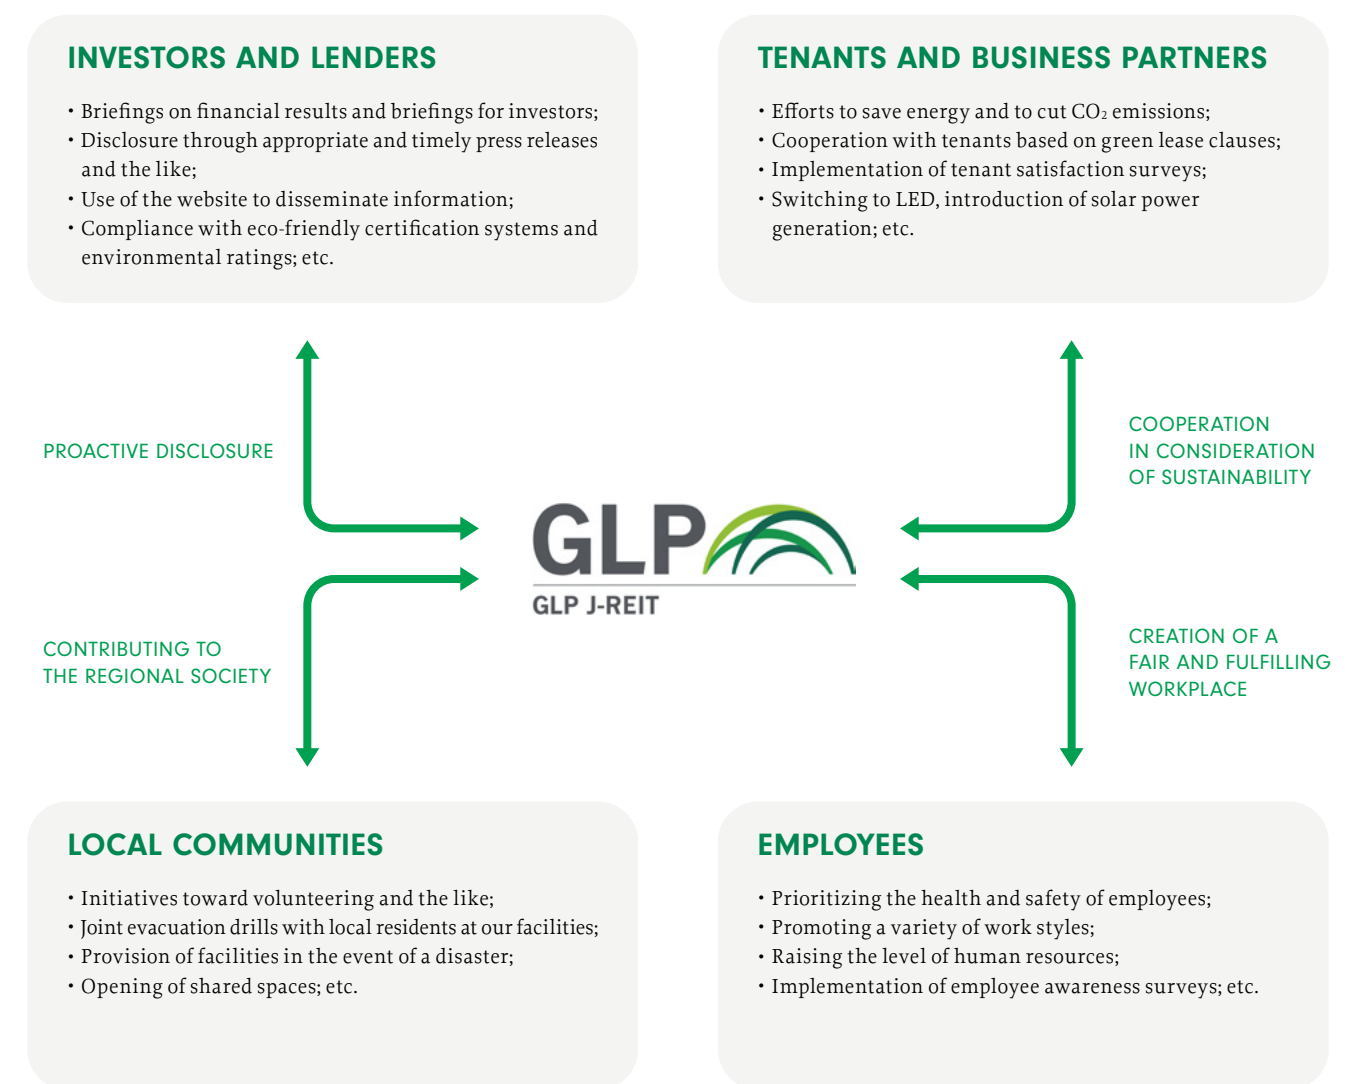 INVESTORS AND LENDERS
• Briefings on financial results and briefings for investors;
• Disclosure through appropriate and timely press releases
and the like;
• Use of the website to disseminate information;
• Compliance with eco-friendly certification systems and
environmental ratings; etc.
TENANTS AND BUSINESS PARTNERS
• Efforts to save energy and to cut CO₂ emissions;
• Cooperation with tenants based on green lease clauses;
• Implementation of tenant satisfaction surveys;
• Switching to LED, introduction of solar power
generation; etc.
PROACTIVE DISCLOSURE
COOPERATION
IN CONSIDERATION
OF SUSTAINABILITY
GLP
GLP J-REIT
CONTRIBUTING TO
THE REGIONAL SOCIETY
CREATION OF A
FAIR AND FULFILLING
WORKPLACE
LOCAL COMMUNITIES
• Initiatives toward volunteering and the like;
• Joint evacuation drills with local residents at our facilities;
• Provision of facilities in the event of a disaster;
• Opening of shared spaces; etc.
EMPLOYEES
• Prioritizing the health and safety of employees;
• Promoting a variety of work styles;
• Raising the level of human resources;
• Implementation of employee awareness surveys; etc.